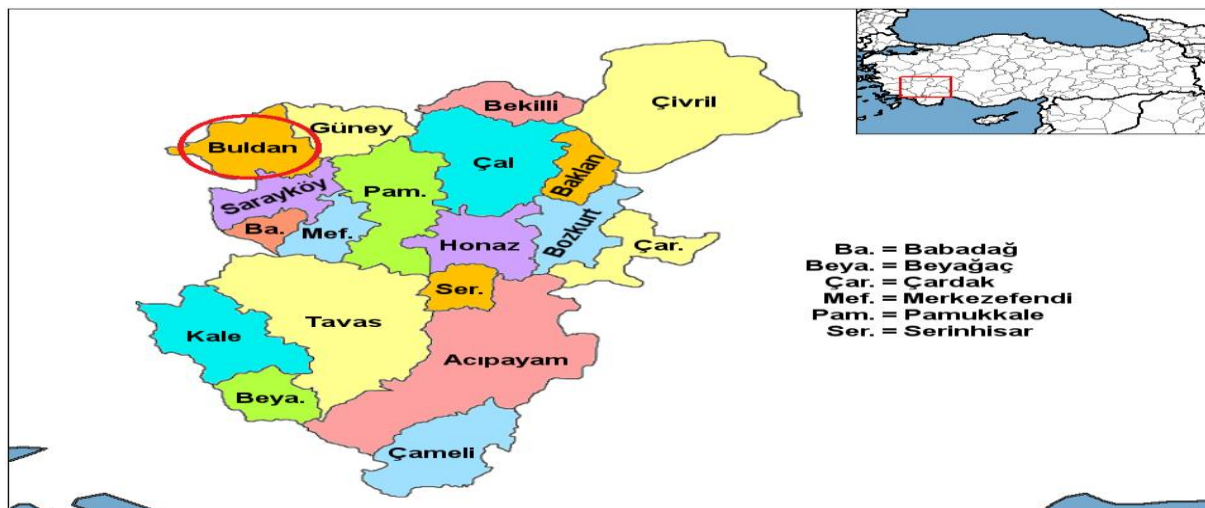 Bekilli
Çivril
Güney
Buldan
Çal
Baklan
Pam.
Sarayköy
Ba.
Mef.
Honaz
Bozkurt
Çar.
Ser.
Tavas
Kale
Acıpayam
Beya.
Çameli
Ba. = Babadağ
Beya. = Beyağaç
Çar. = Çardak
Mef. = Merkezefendi
Pam. = Pamukkale
Ser. = Serinhisar